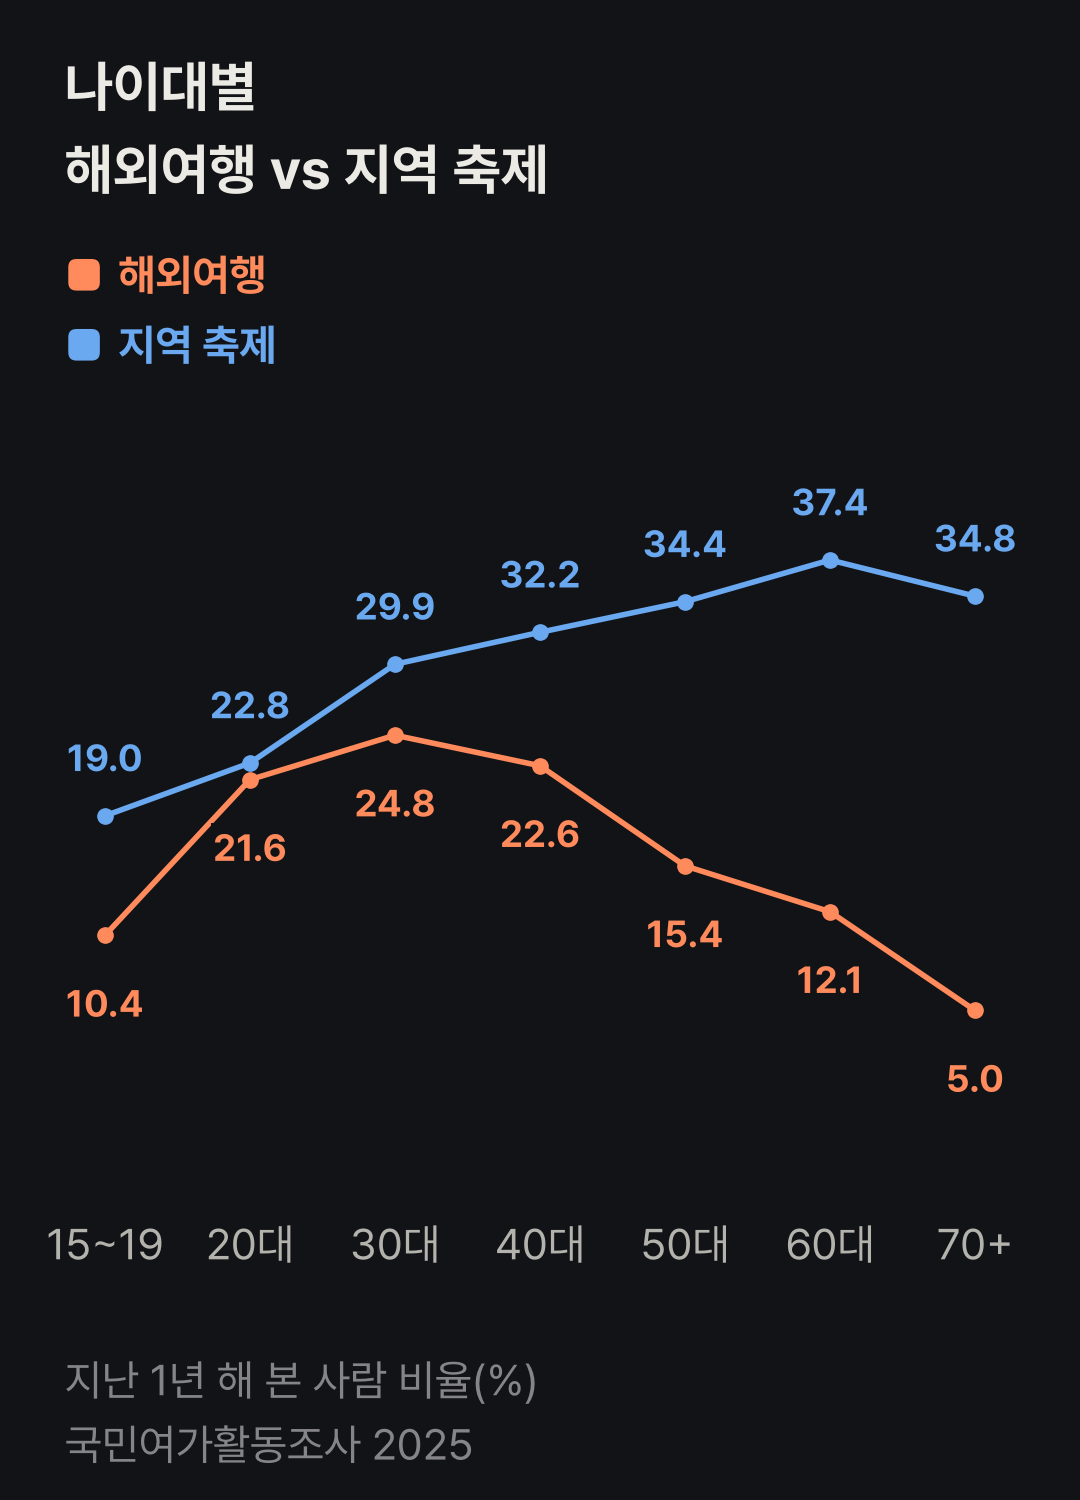 나이대별
해외여행 vs 지역 축제
해외여행
지역 축제
37.4
34.8
34.4
32.2
29.9
22.8
19.0
24.8
22.6
21.6
15.4
12.1
10.4
5.0
15~19 20대 30대 40대 50대 60대 70+
지난 1년 해 본 사람 비율(%)
국민여가활동조사 2025